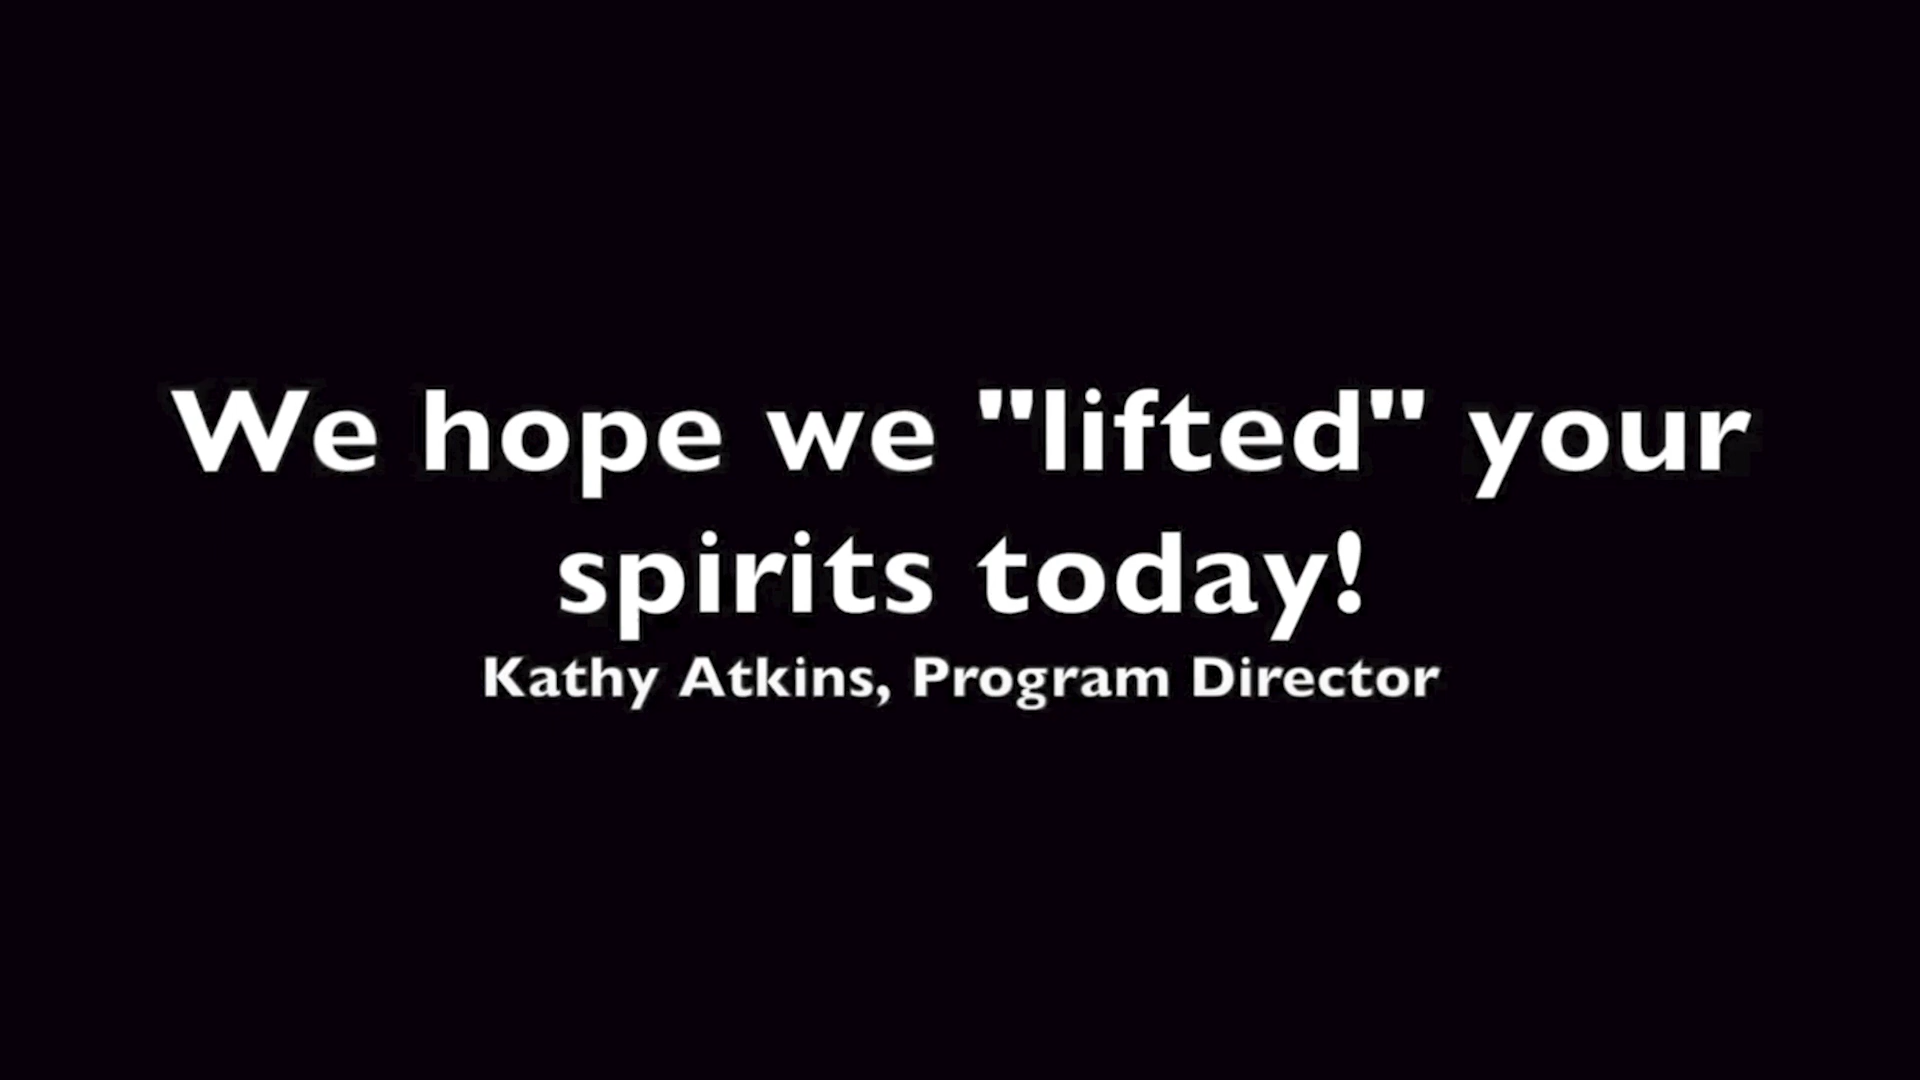 We hope we "lifted" your
spirits today!
Kathy Atkins, Program Director